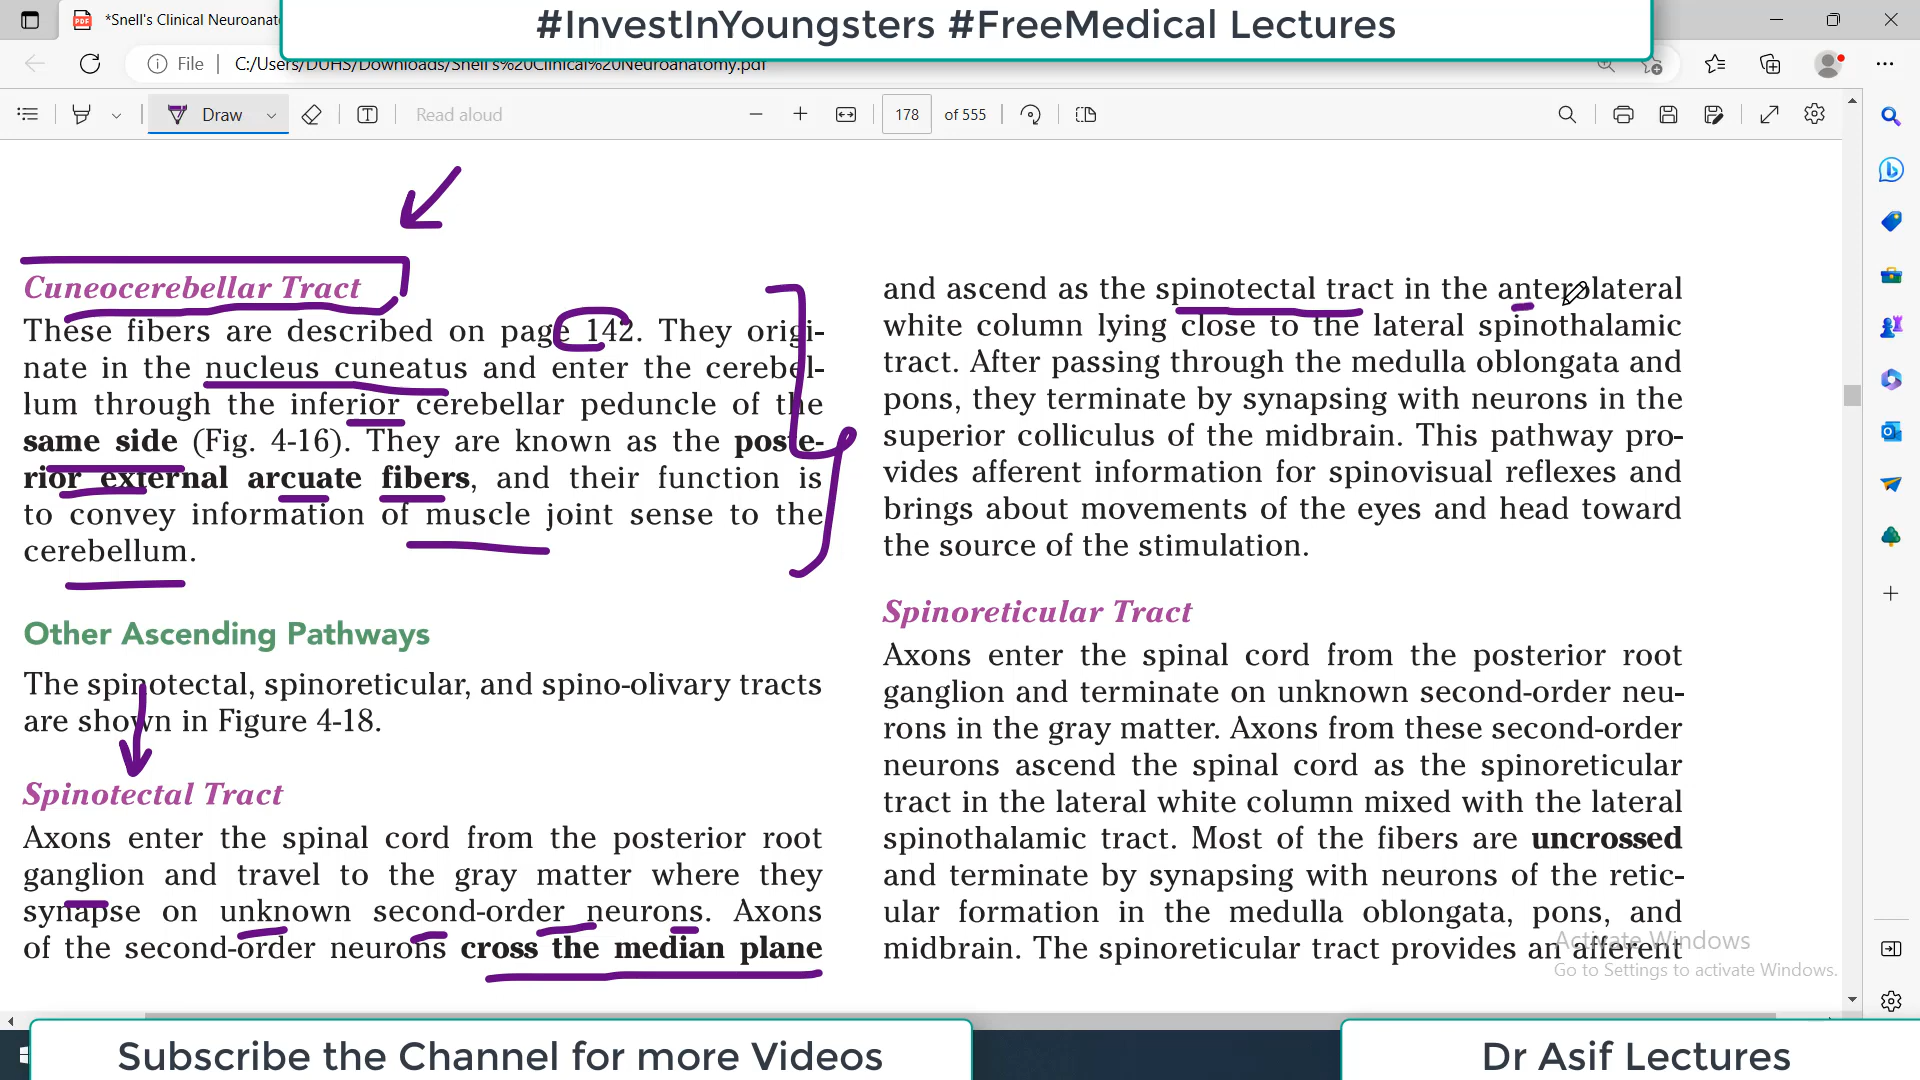 #InvestInYoungsters #FreeMedical Lectures
*Snell's Clinical Neuroanat
File
C:/Users/DUHS/Downloads/Snell's%20Clinical%20Neuroanatomy.pdf
Draw
Read aloud
178 of 555
Cuneocerebellar Tract
These fibers are described on page 142. They origi-
nate in the nucleus cuneatus and enter the cerebel-
lum through the inferior cerebellar peduncle of the
same side (Fig. 4-16). They are known as the poste-
rior external arcuate fibers, and their function is
to convey information of muscle joint sense to the
cerebellum.
Other Ascending Pathways
The spinotectal, spinoreticular, and spino-olivary tracts
are shown in Figure 4-18.
Spinotectal Tract
Axons enter the spinal cord from the posterior root
ganglion and travel to the gray matter where they
synapse on unknown second-order neurons. Axons
of the second-order neurons cross the median plane
and ascend as the spinotectal tract in the anterolateral
white column lying close to the lateral spinothalamic
tract. After passing through the medulla oblongata and
pons, they terminate by synapsing with neurons in the
superior colliculus of the midbrain. This pathway pro-
vides afferent information for spinovisual reflexes and
brings about movements of the eyes and head toward
the source of the stimulation.
Spinoreticular Tract
Axons enter the spinal cord from the posterior root
ganglion and terminate on unknown second-order neu-
rons in the gray matter. Axons from these second-order
neurons ascend the spinal cord as the spinoreticular
tract in the lateral white column mixed with the lateral
spinothalamic tract. Most of the fibers are uncrossed
and terminate by synapsing with neurons of the retic-
ular formation in the medulla oblongata, pons, and
midbrain. The spinoreticular tract provides an afferent
Activate Windows
Go to Settings to activate Windows.
Subscribe the Channel for more Videos
Dr Asif Lectures